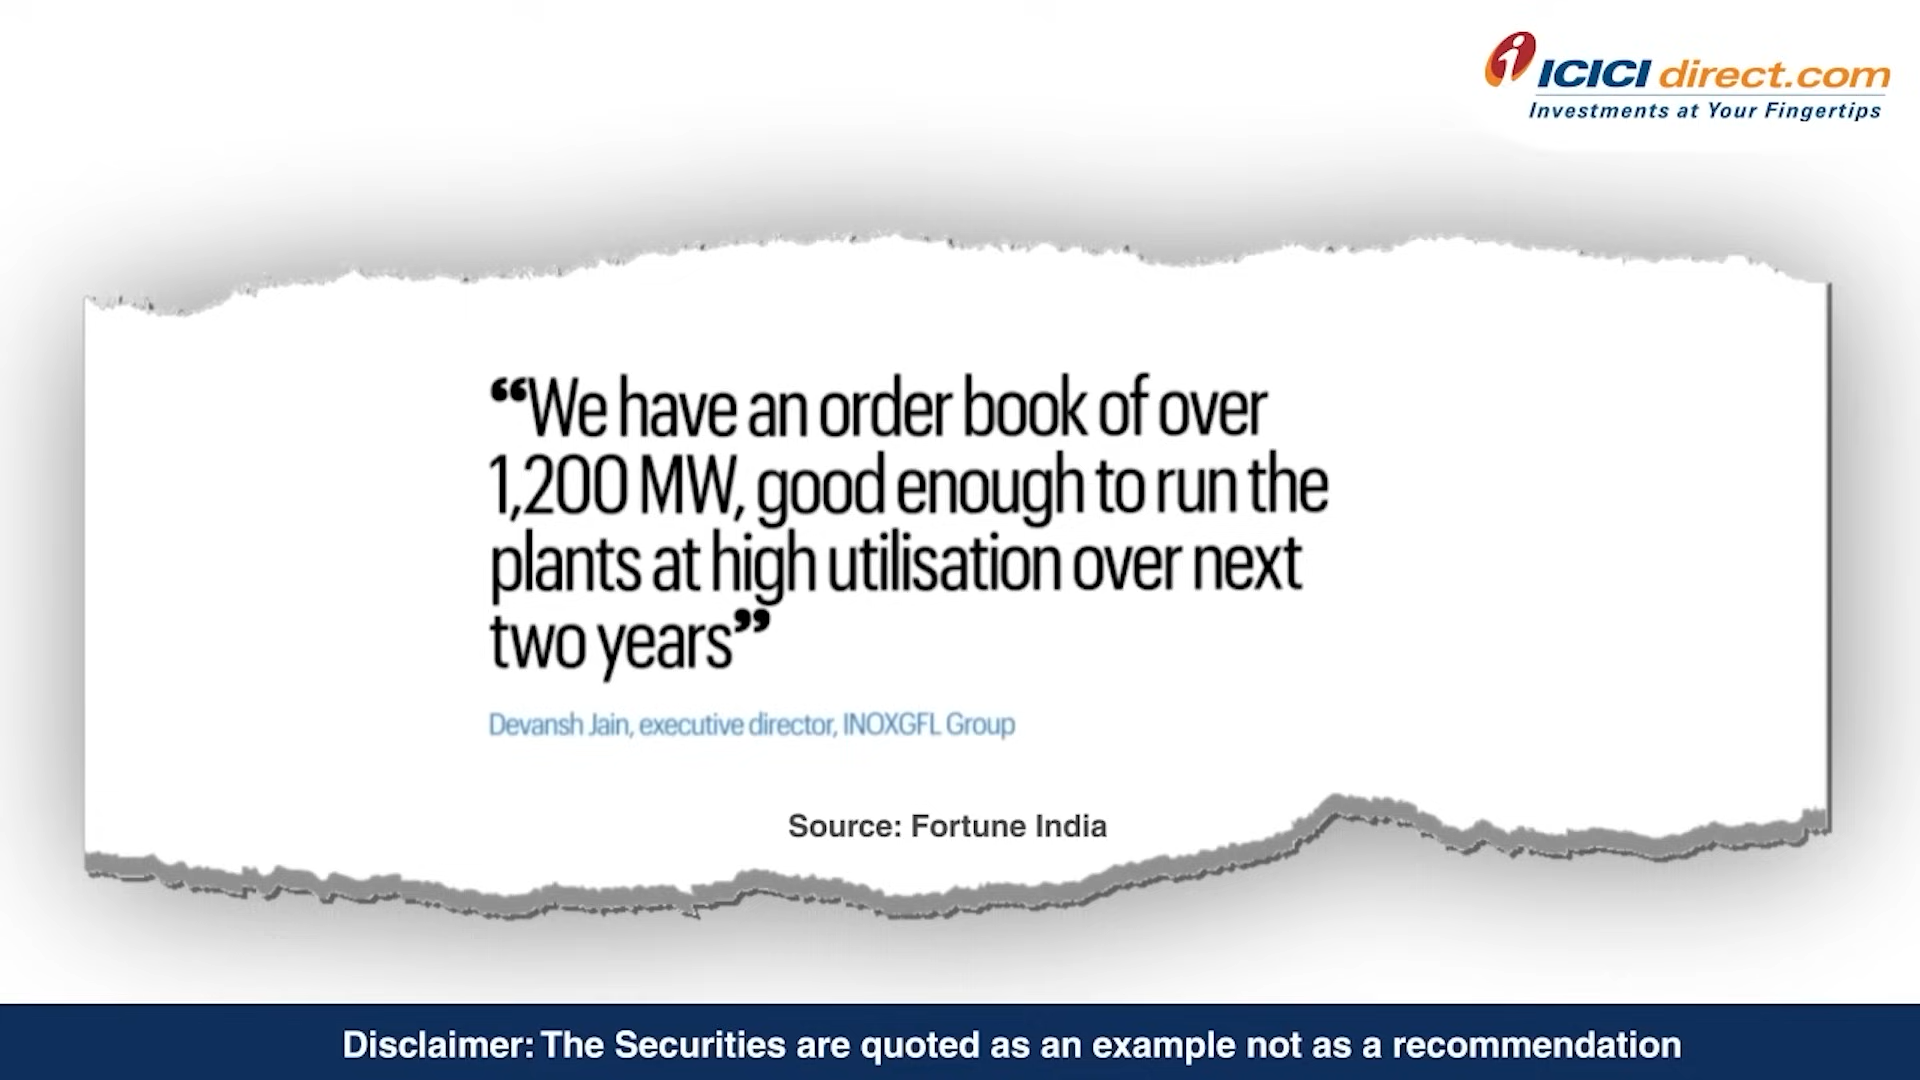 ICICI direct.com
Investments at Your Fingertips
“We have an order book of over
1,200 MW, good enough to run the
plants at high utilisation over next
two years”
Devansh Jain, executive director, INOXGFL Group
Source: Fortune India
Disclaimer: The Securities are quoted as an example not as a recommendation